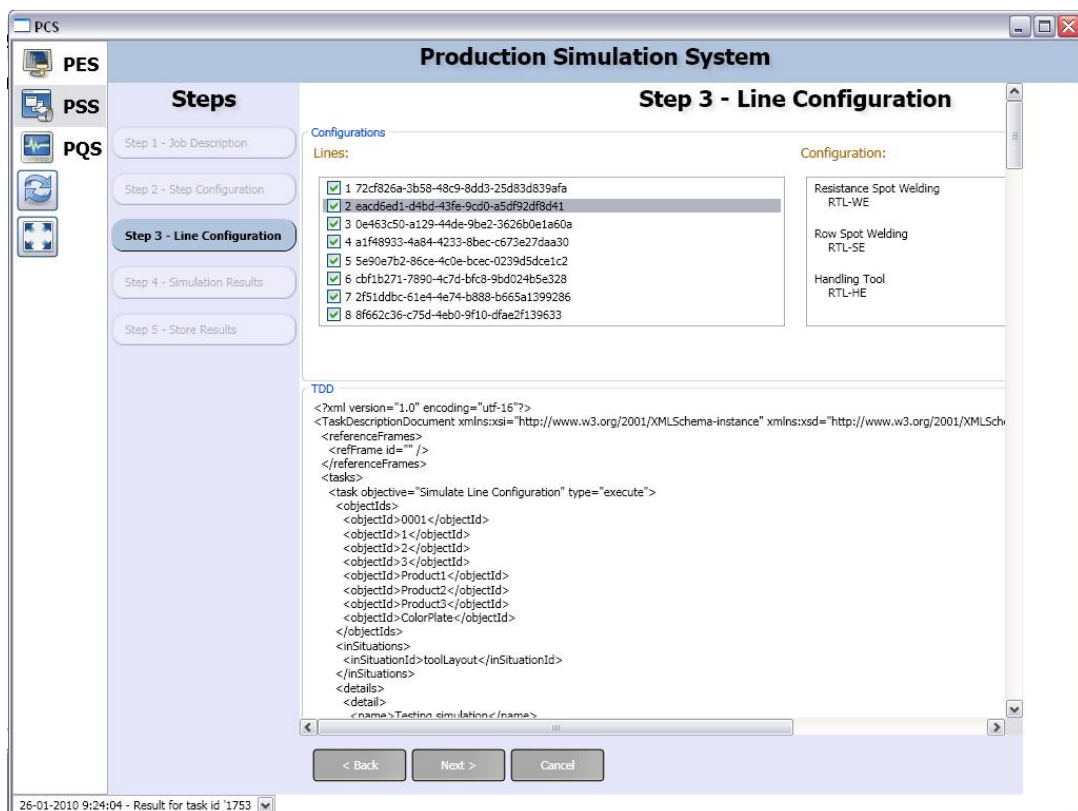 PCS
PES
PSS
PQS
Production Simulation System
Steps
Step 1 - Job Description
Step 2 - Step Configuration
Step 3 - Line Configuration
Step 4 - Simulation Results
Step 5 - Store Results
Step 3 - Line Configuration
Configurations
Lines:
1 72cf826a-3b58-48c9-8dd3-25d83d839afa
2 eacd6ed1-d4bd-43fe-9cd0-a5df92df8d41
3 0e463c50-a129-44de-9be2-3626b0e1a60a
4 a1f48933-4a84-4233-8bec-c673e27daa30
5 5e90e7b2-86ce-4c0e-bcec-0239d5dce1c2
6 cbf1b271-7890-4c7d-bfc8-9bd024b5e328
7 2f51ddbc-61e4-4e74-b888-b665a1399286
8 8f662c36-c75d-4eb0-9f10-dfae2f139633
Configuration:
Resistance Spot Welding
RTL-WE
Row Spot Welding
RTL-SE
Handling Tool
RTL-HE
TDD
<?xml version="1.0" encoding="utf-16"?>
<TaskDescriptionDocument xmlns:xsi="http://www.w3.org/2001/XMLSchema-instance" xmlns:xsd="http://www.w3.org/2001/XMLSch
<referenceFrames>
<refFrame id="" />
</referenceFrames>
<tasks>
<task objective="Simulate Line Configuration" type="execute">
<objectIds>
<objectId>0001</objectId>
<objectId>1</objectId>
<objectId>2</objectId>
<objectId>3</objectId>
<objectId>Product1</objectId>
<objectId>Product2</objectId>
<objectId>Product3</objectId>
<objectId>ColorPlate</objectId>
</objectIds>
<inSituations>
<inSituationId>toolLayout</inSituationId>
</inSituations>
<details>
<detail>
<name>Testing simulation</name>
< Back
Next >
Cancel
26-01-2010 9:24:04 - Result for task id '1753